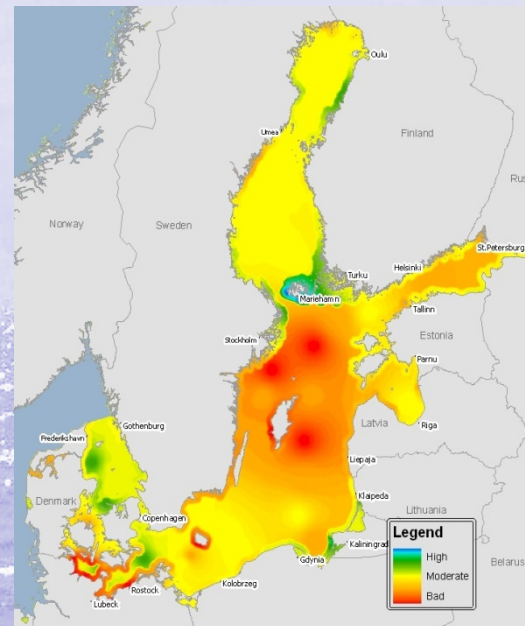 Oulu
Umea
Finland
Norway
Sweden
Rus
St.Petersburg
Helsinki
Turku
Mariehamn
Tallinn
Stockholm
Estonia
Parnu
Gothenburg
Frederikshavn
Latvia
Riga
Liepaja
Denmark
Klaipeda
Copenhagen
Lithuania
Legend
High
Moderate
Bad
Kaliningrad
Gdynia
Belarus
Kolobrzeg
Rostock
Lubeck